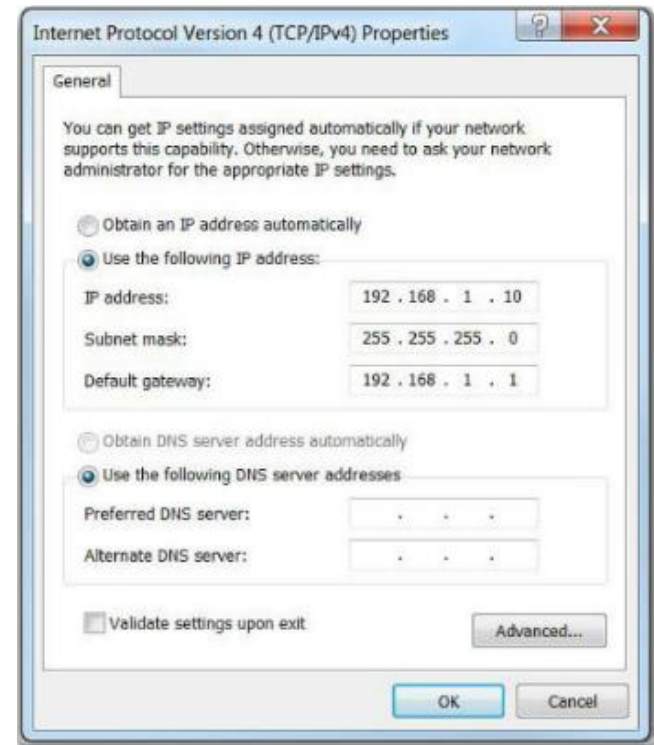 Internet Protocol Version 4 (TCP/IPv4) Properties
General
You can get IP settings assigned automatically if your network
supports this capability. Otherwise, you need to ask your network
administrator for the appropriate IP settings.
Obtain an IP address automatically
Use the following IP address:
IP address: 192 . 168 . 1 . 10
Subnet mask: 255 . 255 . 255 . 0
Default gateway: 192 . 168 . 1 . 1
Obtain DNS server address automatically
Use the following DNS server addresses
Preferred DNS server: . . .
Alternate DNS server: . . .
Validate settings upon exit
Advanced...
OK Cancel